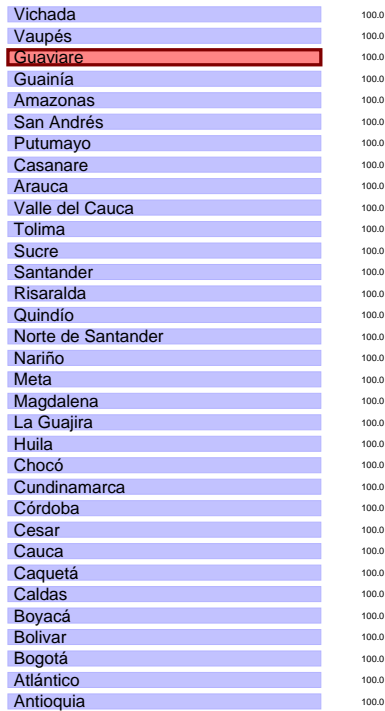 Vichada 100.0
Vaupés 100.0
Guaviare 100.0
Guainía 100.0
Amazonas 100.0
San Andrés 100.0
Putumayo 100.0
Casanare 100.0
Arauca 100.0
Valle del Cauca 100.0
Tolima 100.0
Sucre 100.0
Santander 100.0
Risaralda 100.0
Quindío 100.0
Norte de Santander 100.0
Nariño 100.0
Meta 100.0
Magdalena 100.0
La Guajira 100.0
Huila 100.0
Chocó 100.0
Cundinamarca 100.0
Córdoba 100.0
Cesar 100.0
Cauca 100.0
Caquetá 100.0
Caldas 100.0
Boyacá 100.0
Bolivar 100.0
Bogotá 100.0
Atlántico 100.0
Antioquia 100.0